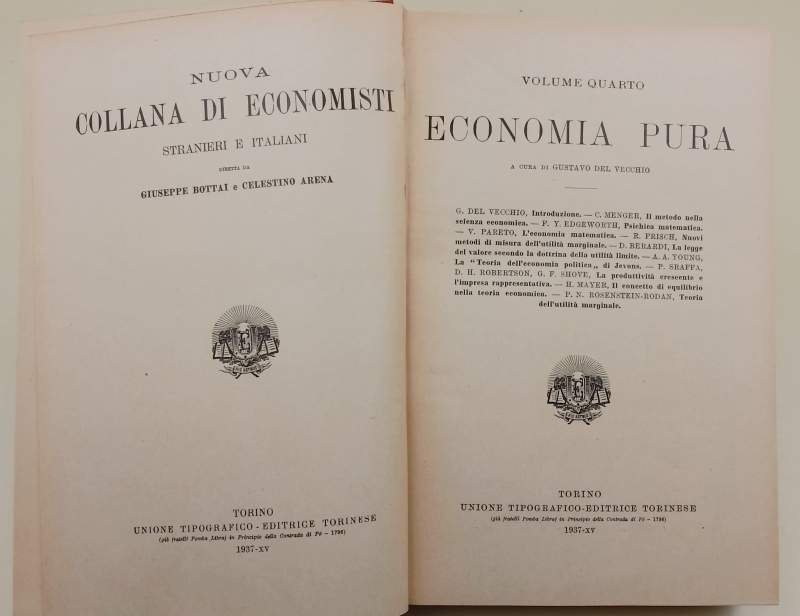 NUOVA
COLLANA DI ECONOMISTI
STRANIERI E ITALIANI
DIRETTA DA
GIUSEPPE BOTTAI e CELESTINO ARENA
TORINO
UNIONE TIPOGRAFICO-EDITRICE TORINESE
(già fratelli Pomba Librai in Principio della Contrada di Pò - 1796)
1937-XV
VOLUME QUARTO
ECONOMIA PURA
A CURA DI GUSTAVO DEL VECCHIO
G. DEL VECCHIO, Introduzione. — C. MENGER, Il metodo nella
scienza economica. — F. Y. EDGEWORTH, Psichica matematica.
— V. PARETO, L'economia matematica. — R. FRISCH, Nuovi
metodi di misura dell'utilità marginale. — D. BERARDI, La legge
del valore secondo la dottrina della utilità limite. — A. A. YOUNG,
La "Teoria dell'economia politica„ di Jevons. — P. SRAFFA,
D. H. ROBERTSON, G. F. SHOVE, La produttività crescente e
l'impresa rappresentativa. — H. MAYER, Il concetto di equilibrio
nella teoria economica. — P. N. ROSENSTEIN-RODAN, Teoria
dell'utilità marginale.
TORINO
UNIONE TIPOGRAFICO-EDITRICE TORINESE
(già fratelli Pomba Librai in Principio della Contrada di Pò - 1796)
1937-XV